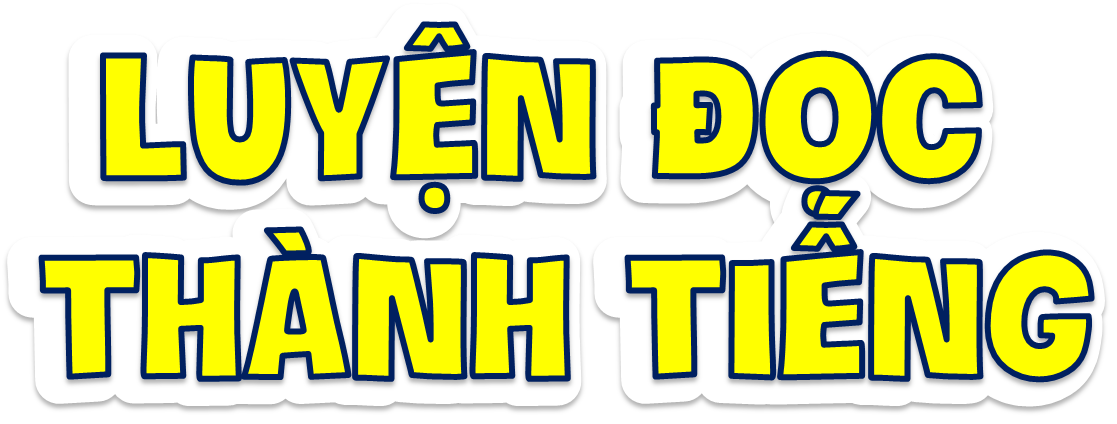 LUYỆN ĐỌC
THÀNH TIẾNG